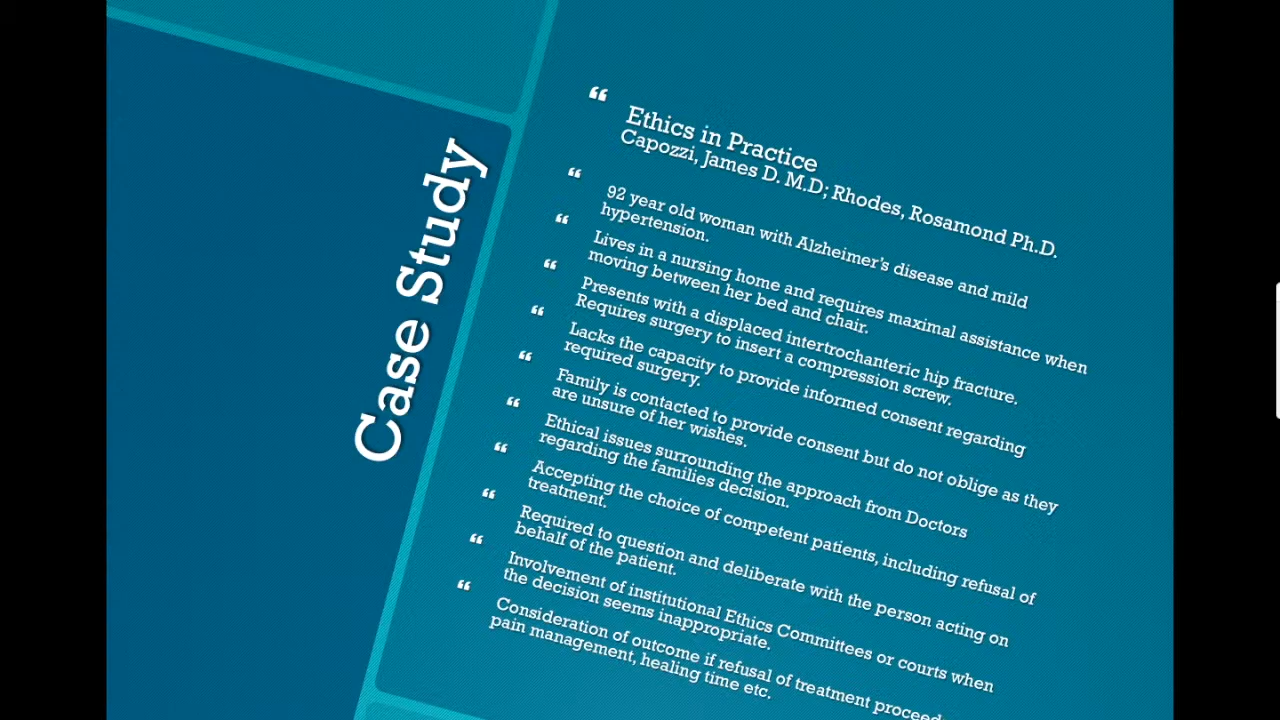 Case Study
Ethics in Practice
Capozzi, James D. M.D; Rhodes, Rosamond Ph.D.
92 year old woman with Alzheimer's disease and mild
hypertension.
Lives in a nursing home and requires maximal assistance when
moving between her bed and chair.
Presents with a displaced intertrochanteric hip fracture.
Requires surgery to insert a compression screw.
Lacks the capacity to provide informed consent regarding
required surgery.
Family is contacted to provide consent but do not oblige as they
are unsure of her wishes.
Ethical issues surrounding the approach from Doctors
regarding the families decision.
Accepting the choice of competent patients, including refusal of
treatment.
Required to question and deliberate with the person acting on
behalf of the patient.
Involvement of institutional Ethics Committees or courts when
the decision seems inappropriate.
Consideration of outcome if refusal of treatment
pain management, healing time etc.